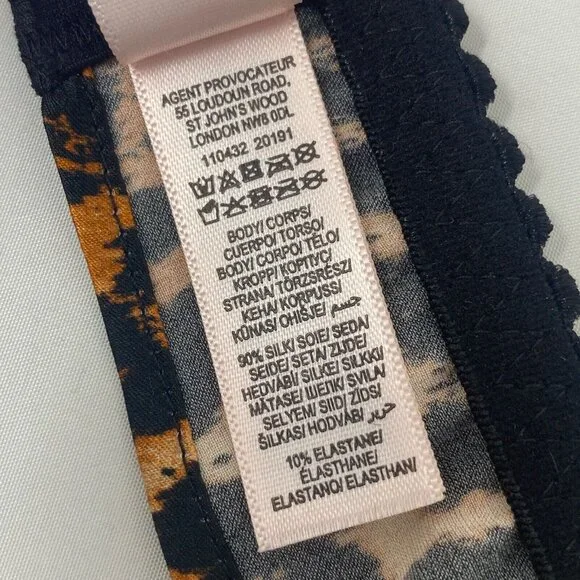 AGENT PROVOCATEUR
55 LOUDOUN ROAD,
ST JOHN'S WOOD
LONDON NW8 0DL
110432 20191
BODY/ CORPS/
CUERPO/ TORSO/
BODY/ CORPO/ TĚLO/
KROPP/ KOPTIYC/
STRANA/ TÖRZSRÉSZ/
KEHA/ KORPUSS/
KŪNAS/ OHIŠJE/ جسم
90% SILK/ SOIE/ SEDA/
SEIDE/ SETA/ ZIJDE/
HEDVÁBÍ/ SILKE/ SILKKI/
MĂTASE/ ШЕЛК/ SVILA/
SELYEM/ SIID/ ZĪDS/
ŠILKAS/ HODVÁB/ حرير
10% ELASTANE/
ÉLASTHANE/
ELASTANO/ ELASTHAN/